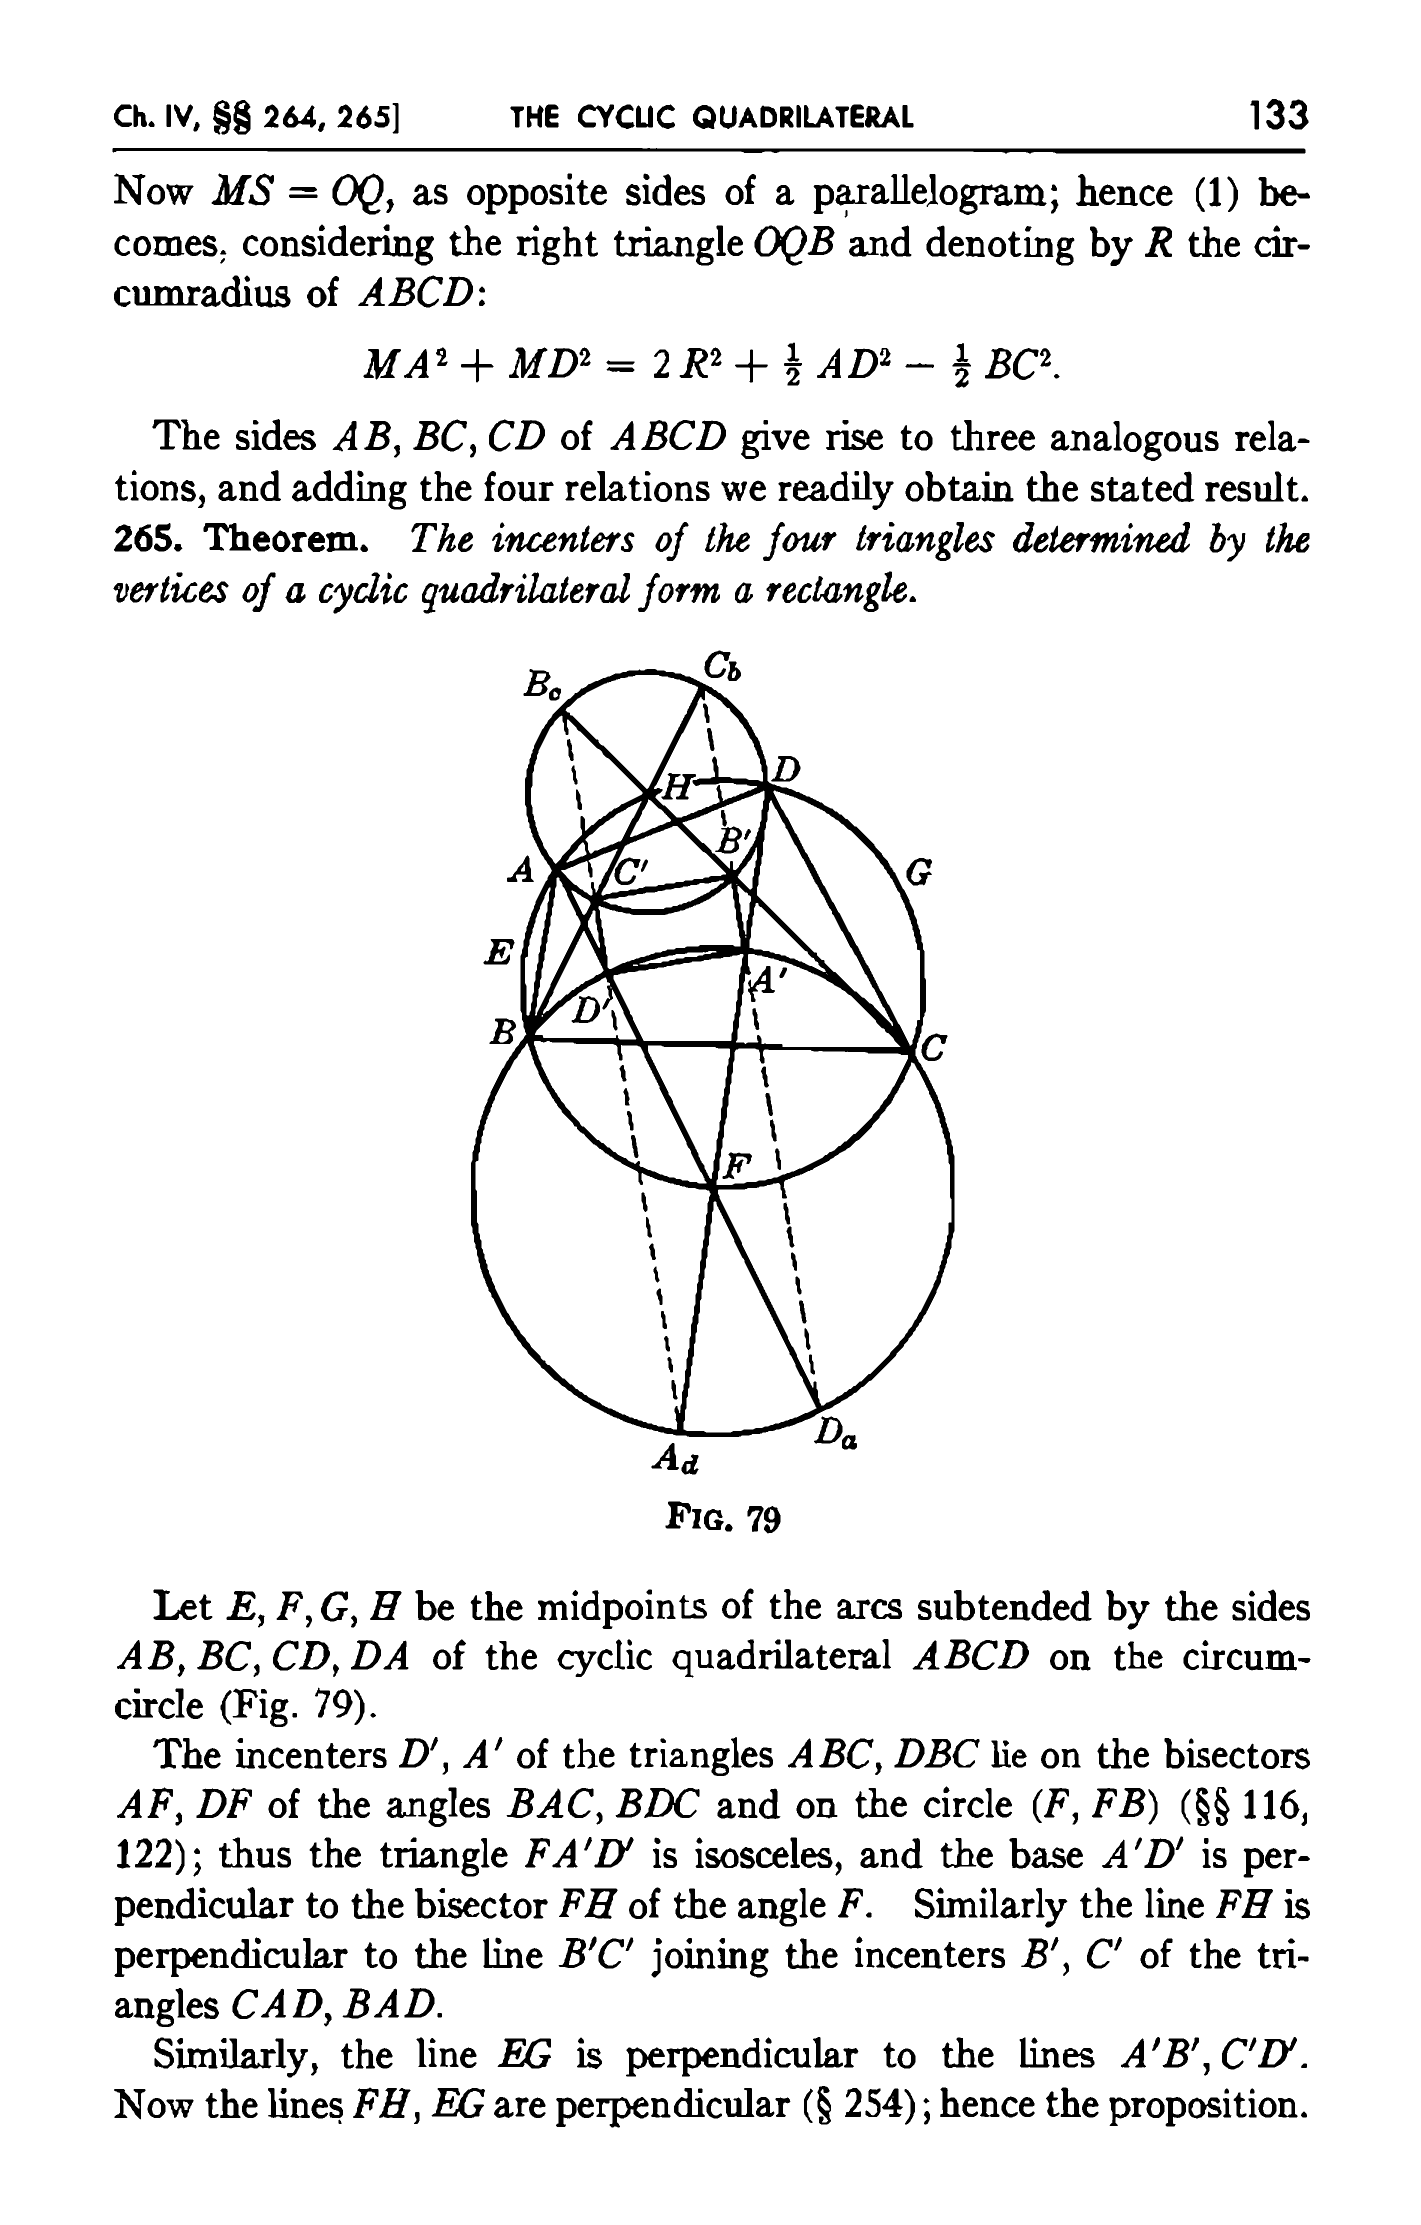 Ch. IV, §§ 264, 265] THE CYCLIC QUADRILATERAL 133
Now MS = OQ, as opposite sides of a parallelogram; hence (1) be-
comes, considering the right triangle OQB and denoting by R the cir-
cumradius of ABCD:
MA² + MD² = 2 R² + ½ AD² − ½ BC².
The sides AB, BC, CD of ABCD give rise to three analogous rela-
tions, and adding the four relations we readily obtain the stated result.
265. Theorem. The incenters of the four triangles determined by the
vertices of a cyclic quadrilateral form a rectangle.
Cb
Bc
H
D
B'
A
C'
G
E
A'
D'
B
C
F
Da
Ad
FIG. 79
Let E, F, G, H be the midpoints of the arcs subtended by the sides
AB, BC, CD, DA of the cyclic quadrilateral ABCD on the circum-
circle (Fig. 79).
The incenters D', A' of the triangles ABC, DBC lie on the bisectors
AF, DF of the angles BAC, BDC and on the circle (F, FB) (§§ 116,
122); thus the triangle FA'D' is isosceles, and the base A'D' is per-
pendicular to the bisector FH of the angle F. Similarly the line FH is
perpendicular to the line B'C' joining the incenters B', C' of the tri-
angles CAD, BAD.
Similarly, the line EG is perpendicular to the lines A'B', C'D'.
Now the lines FH, EG are perpendicular (§ 254); hence the proposition.